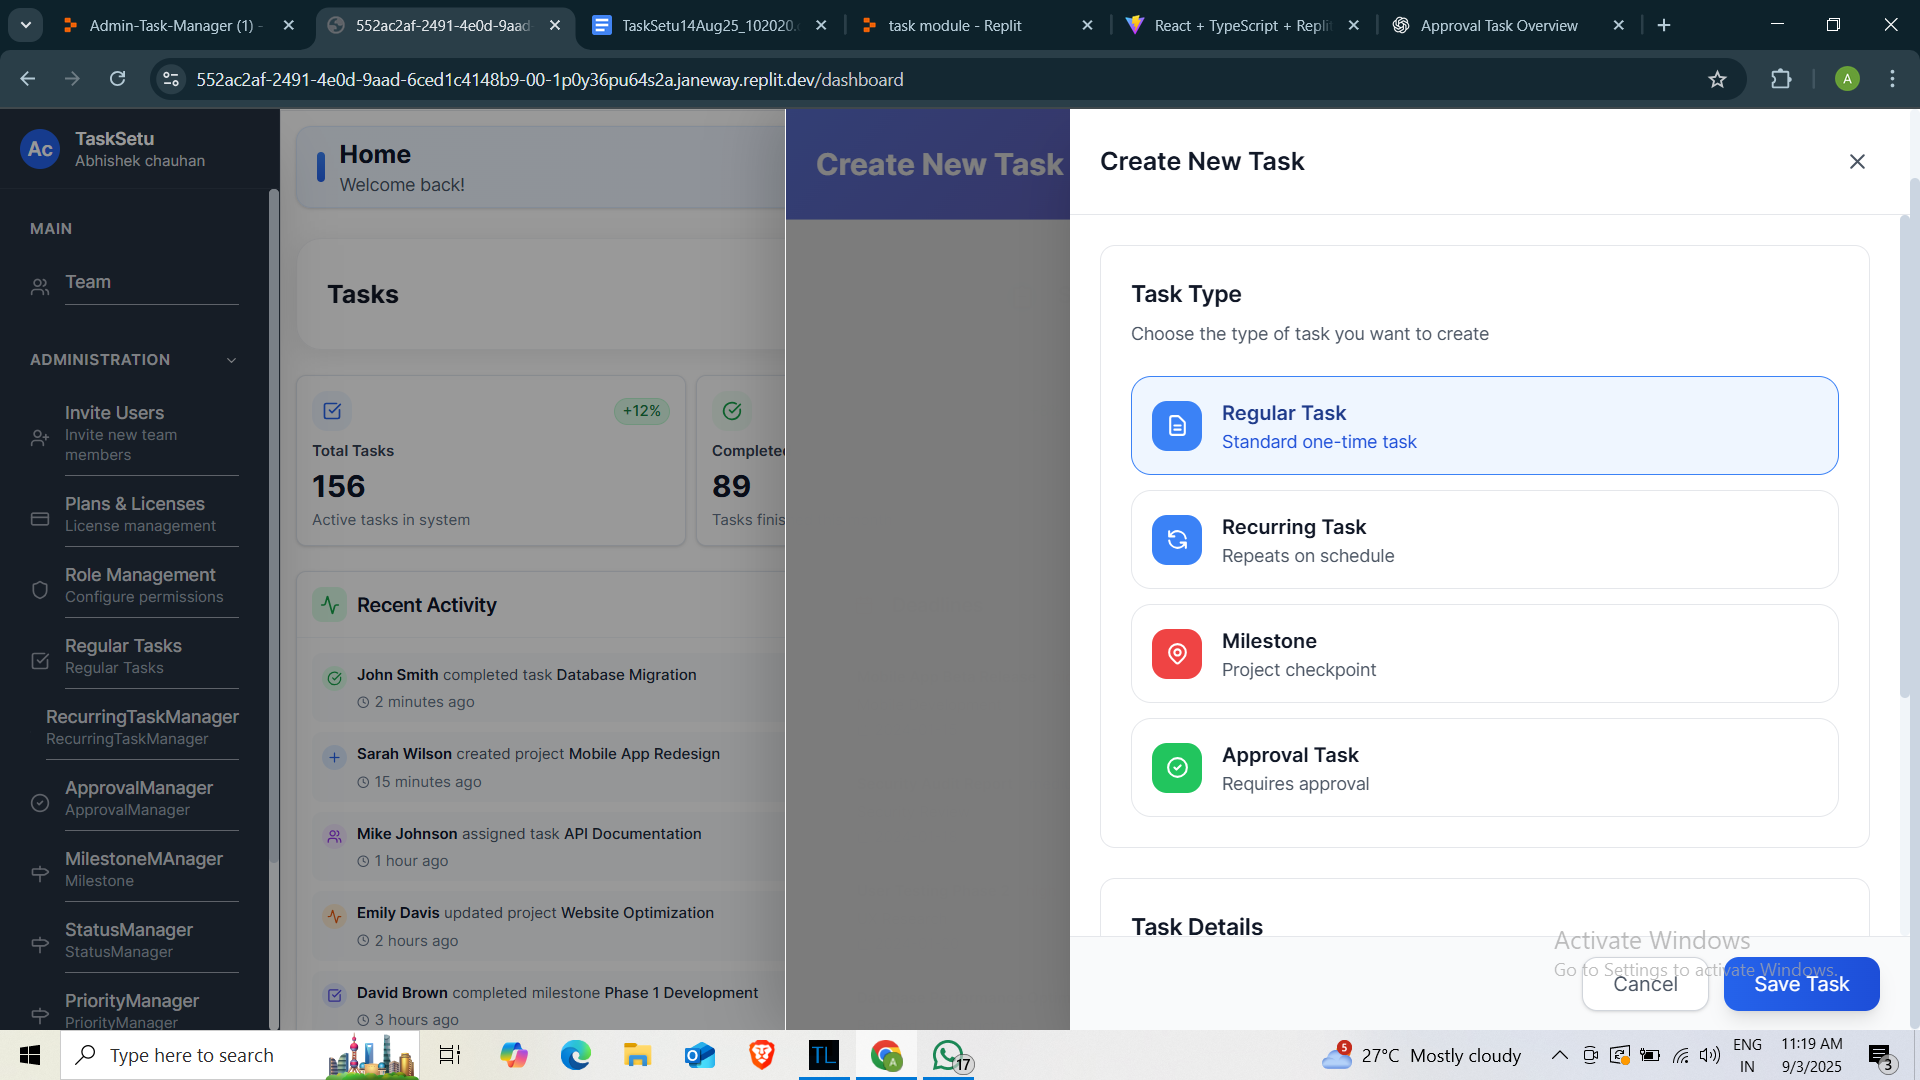 Admin-Task-Manager (1) -
552ac2af-2491-4e0d-9aad-
TaskSetu14Aug25_102020.
task module - Replit
React + TypeScript + Repli
Approval Task Overview
552ac2af-2491-4e0d-9aad-6ced1c4148b9-00-1p0y36pu64s2a.janeway.replit.dev/dashboard
A
Ac
TaskSetu
Abhishek chauhan
MAIN
Team
ADMINISTRATION
Invite Users
Invite new team
members
Plans & Licenses
License management
Role Management
Configure permissions
Regular Tasks
Regular Tasks
RecurringTaskManager
RecurringTaskManager
ApprovalManager
ApprovalManager
MilestoneMAnager
Milestone
StatusManager
StatusManager
PriorityManager
PriorityManager
Home
Welcome back!
Tasks
+12%
Total Tasks
156
Active tasks in system
Complete
89
Tasks finis
Recent Activity
John Smith completed task Database Migration
2 minutes ago
Sarah Wilson created project Mobile App Redesign
15 minutes ago
Mike Johnson assigned task API Documentation
1 hour ago
Emily Davis updated project Website Optimization
2 hours ago
David Brown completed milestone Phase 1 Development
3 hours ago
Create New Task
Create New Task
Task Type
Choose the type of task you want to create
Regular Task
Standard one-time task
Recurring Task
Repeats on schedule
Milestone
Project checkpoint
Approval Task
Requires approval
Task Details
Activate Windows
Go to Settings to activate Windows.
Cancel
Save Task
Type here to search
TL
A
17
5
27°C Mostly cloudy
ENG
IN
11:19 AM
9/3/2025
3